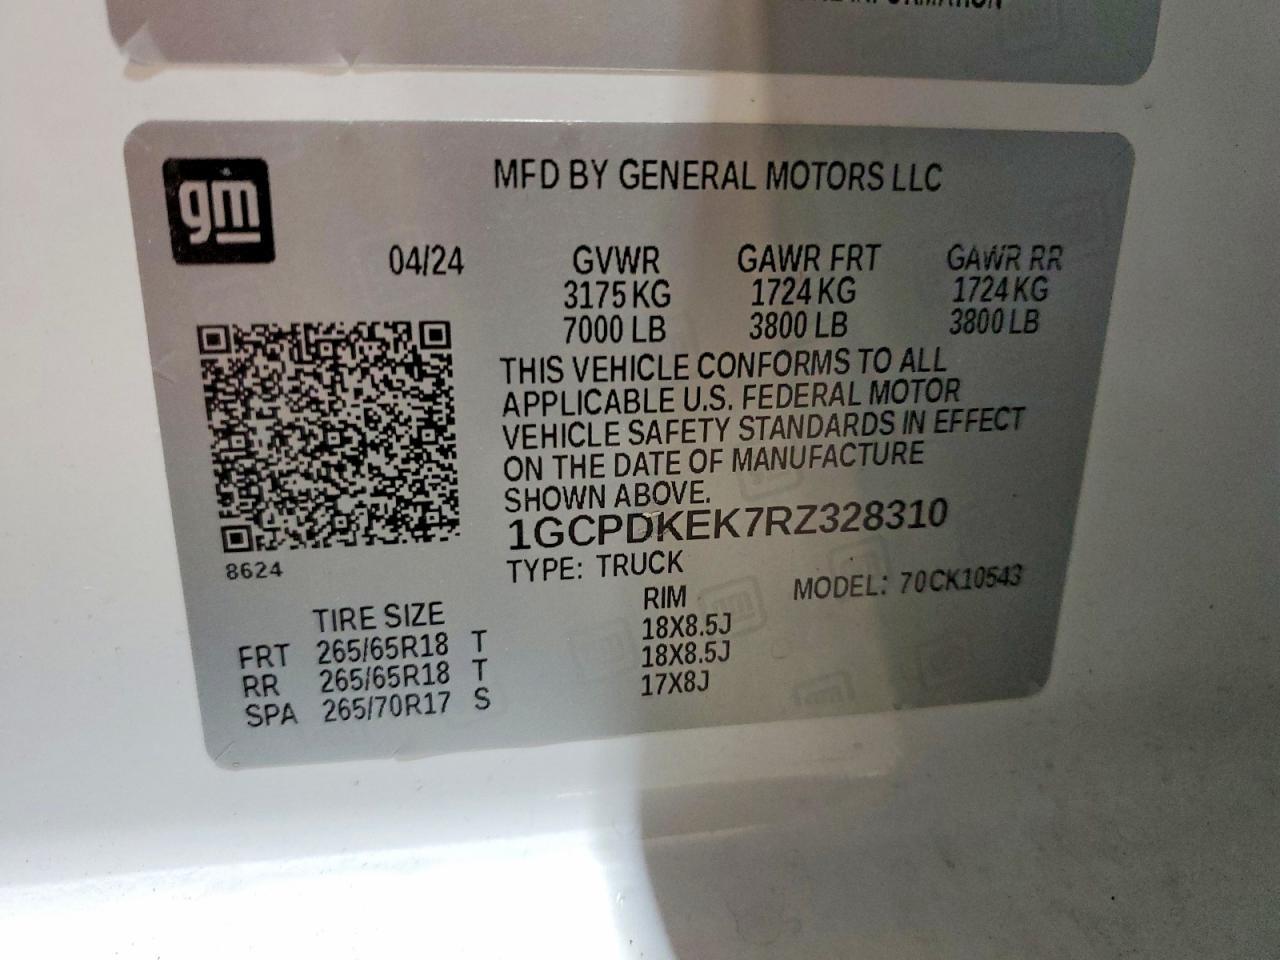 INFORMATION
gm
MFD BY GENERAL MOTORS LLC
04/24 GVWR GAWR FRT GAWR RR
3175 KG 1724 KG 1724 KG
7000 LB 3800 LB 3800 LB
THIS VEHICLE CONFORMS TO ALL
APPLICABLE U.S. FEDERAL MOTOR
VEHICLE SAFETY STANDARDS IN EFFECT
ON THE DATE OF MANUFACTURE
SHOWN ABOVE.
1GCPDKEK7RZ328310
8624
TYPE: TRUCK MODEL: 70CK10543
TIRE SIZE RIM
FRT 265/65R18 T 18X8.5J
RR 265/65R18 T 18X8.5J
SPA 265/70R17 S 17X8J